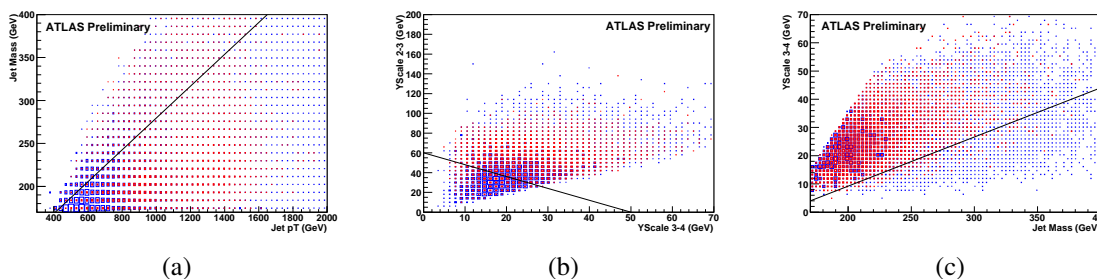 Jet Mass (GeV)
ATLAS Preliminary
400
350
300
250
200
400 600 800 1000 1200 1400 1600 1800 2000
Jet pT (GeV)
(a)
YScale 2-3 (GeV)
ATLAS Preliminary
200
180
160
140
120
100
80
60
40
20
0
0 10 20 30 40 50 60 70
YScale 3-4 (GeV)
(b)
YScale 3-4 (GeV)
ATLAS Preliminary
70
60
50
40
30
20
10
0
200 250 300 350 400
Jet Mass (GeV)
(c)